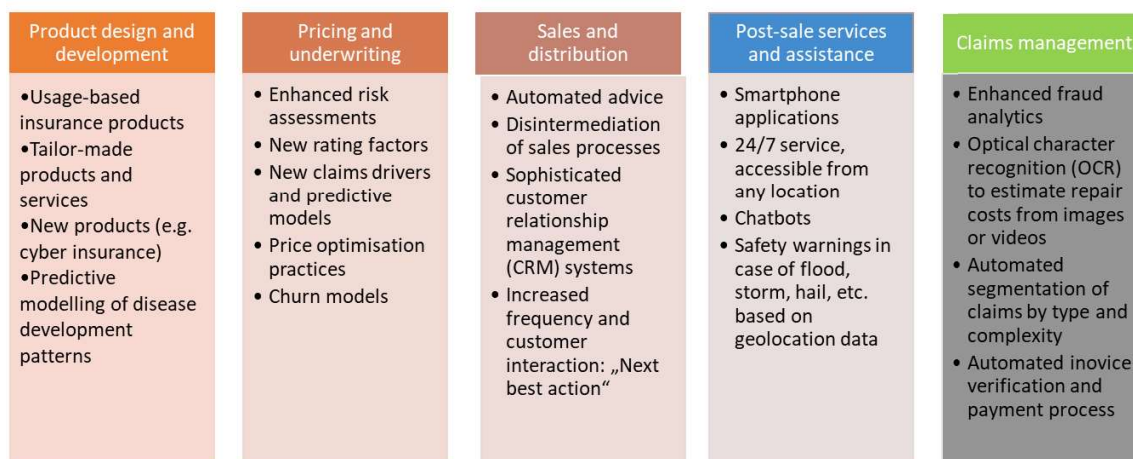 Product design and
development
•Usage-based
insurance products
•Tailor-made
products and
services
•New products (e.g.
cyber insurance)
•Predictive
modelling of disease
development
patterns
Pricing and
underwriting
• Enhanced risk
assessments
• New rating factors
• New claims drivers
and predictive
models
• Price optimisation
practices
• Churn models
Sales and
distribution
• Automated advice
• Disintermediation
of sales processes
• Sophisticated
customer
relationship
management
(CRM) systems
• Increased
frequency and
customer
interaction: „Next
best action“
Post-sale services
and assistance
• Smartphone
applications
• 24/7 service,
accessible from
any location
• Chatbots
• Safety warnings in
case of flood,
storm, hail, etc.
based on
geolocation data
Claims management
• Enhanced fraud
analytics
• Optical character
recognition (OCR)
to estimate repair
costs from images
or videos
• Automated
segmentation of
claims by type and
complexity
• Automated inovice
verification and
payment process